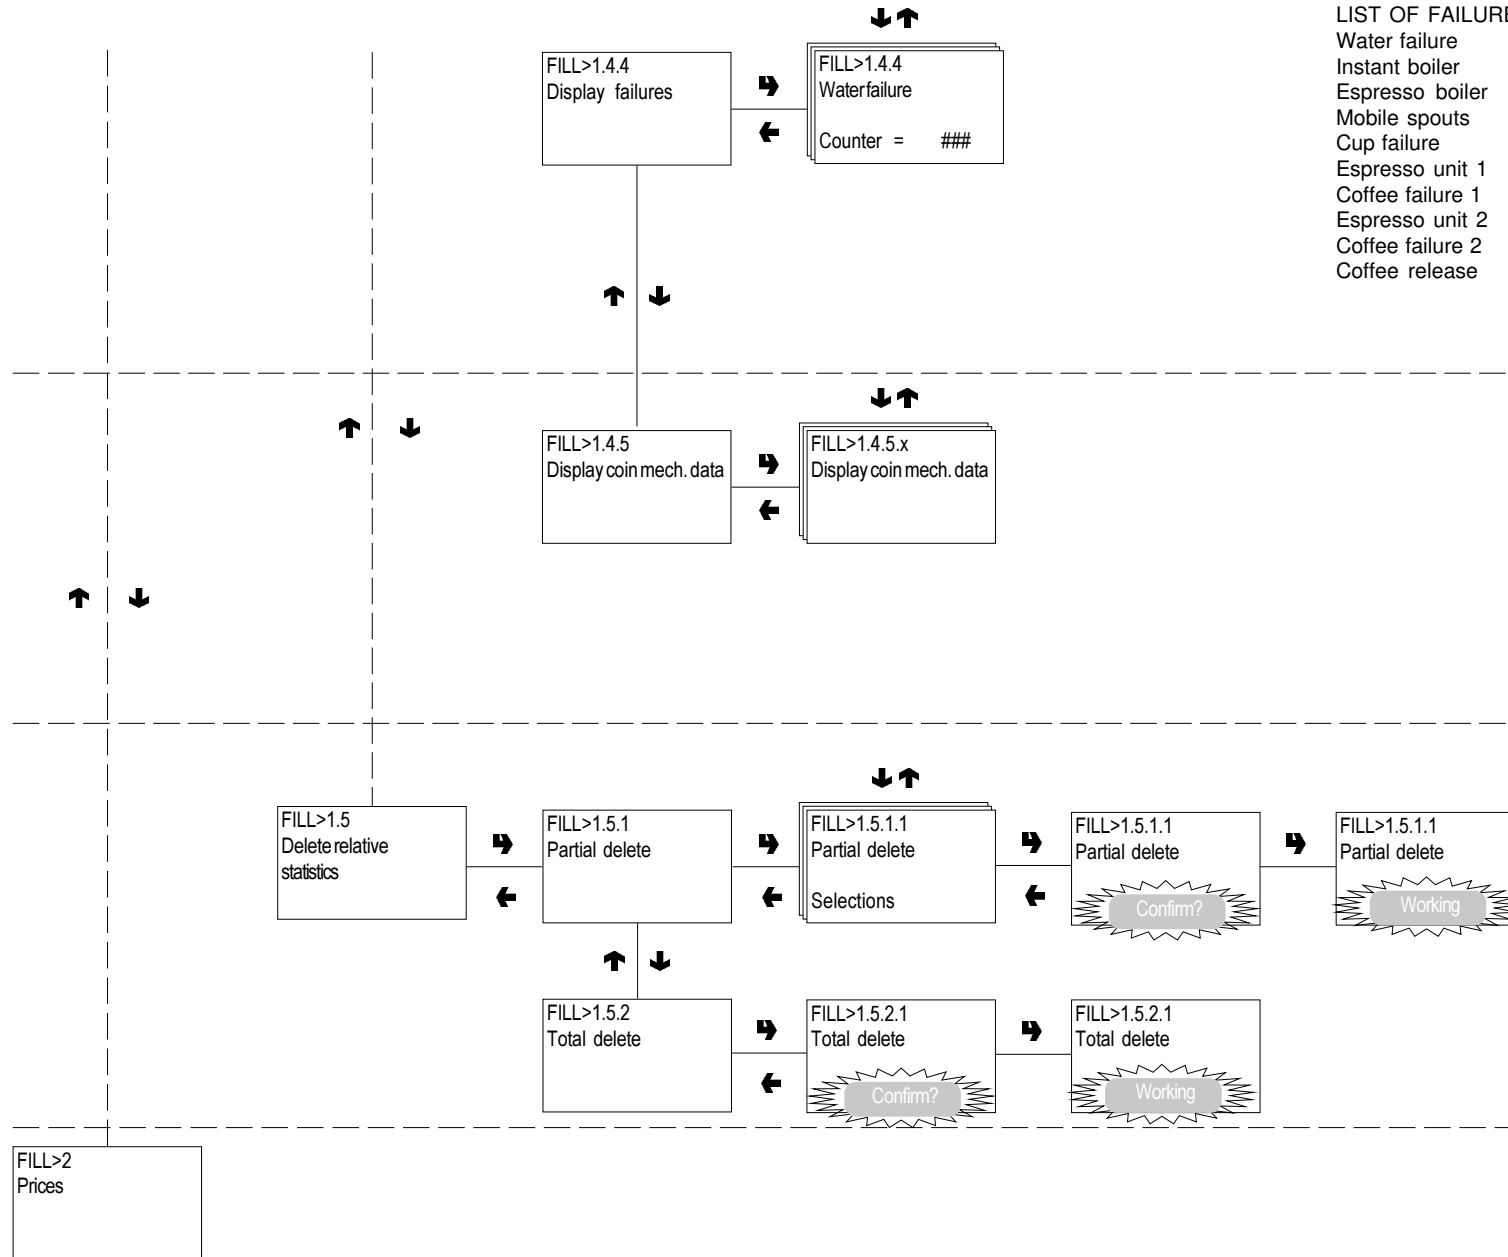 LIST OF FAILURE
Water failure
Instant boiler
Espresso boiler
Mobile spouts
Cup failure
Espresso unit 1
Coffee failure 1
Espresso unit 2
Coffee failure 2
Coffee release
FILL>1.4.4
Display failures
FILL>1.4.4
Water failure
Counter = ###
FILL>1.4.5
Display coin mech. data
FILL>1.4.5.x
Display coin mech. data
FILL>1.5
Delete relative
statistics
FILL>1.5.1
Partial delete
FILL>1.5.1.1
Partial delete
Selections
FILL>1.5.1.1
Partial delete
Confirm?
FILL>1.5.1.1
Partial delete
Working
FILL>1.5.2
Total delete
FILL>1.5.2.1
Total delete
Confirm?
FILL>1.5.2.1
Total delete
Working
FILL>2
Prices